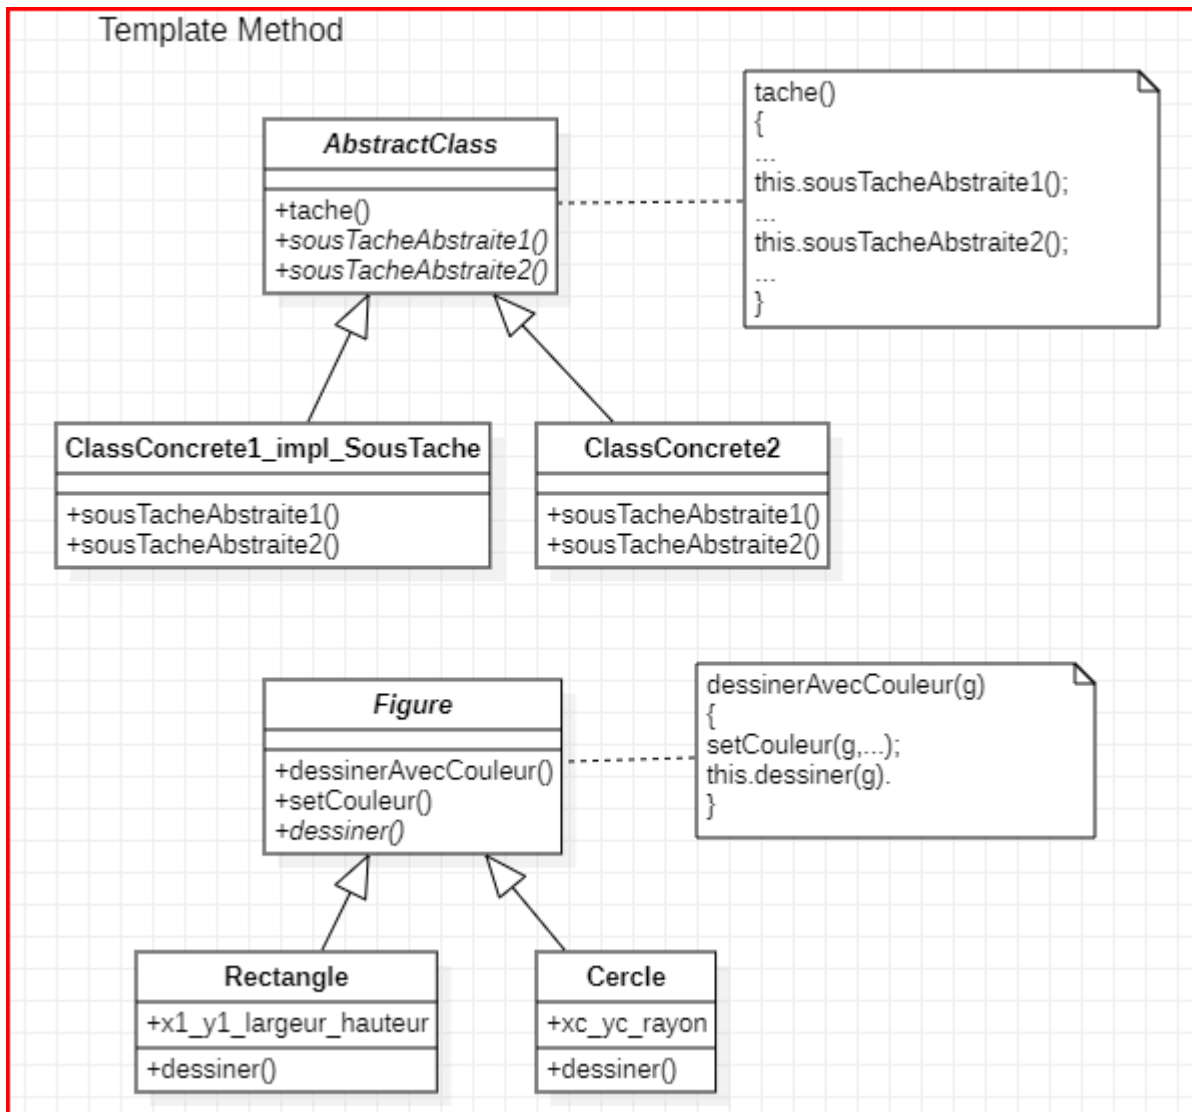 Template Method
AbstractClass
+tache()
+sousTacheAbstraite1()
+sousTacheAbstraite2()
tache()
{
...
this.sousTacheAbstraite1();
...
this.sousTacheAbstraite2();
...
}
ClassConcrete1_impl_SousTache
+sousTacheAbstraite1()
+sousTacheAbstraite2()
ClassConcrete2
+sousTacheAbstraite1()
+sousTacheAbstraite2()
Figure
+dessinerAvecCouleur()
+setCouleur()
+dessiner()
dessinerAvecCouleur(g)
{
setCouleur(g,...);
this.dessiner(g).
}
Rectangle
+x1_y1_largeur_hauteur
+dessiner()
Cercle
+xc_yc_rayon
+dessiner()